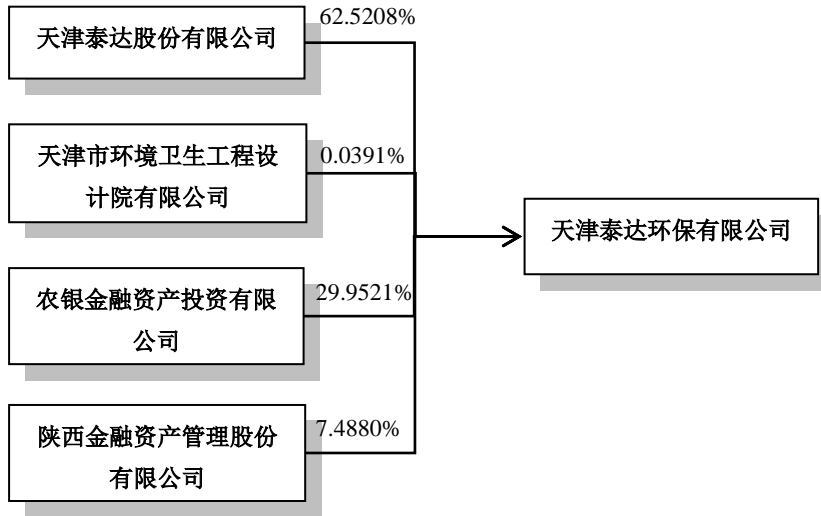 天津泰达股份有限公司
62.5208%
天津市环境卫生工程设
计院有限公司
0.0391%
农银金融资产投资有限
公司
29.9521%
陕西金融资产管理股份
有限公司
7.4880%
天津泰达环保有限公司